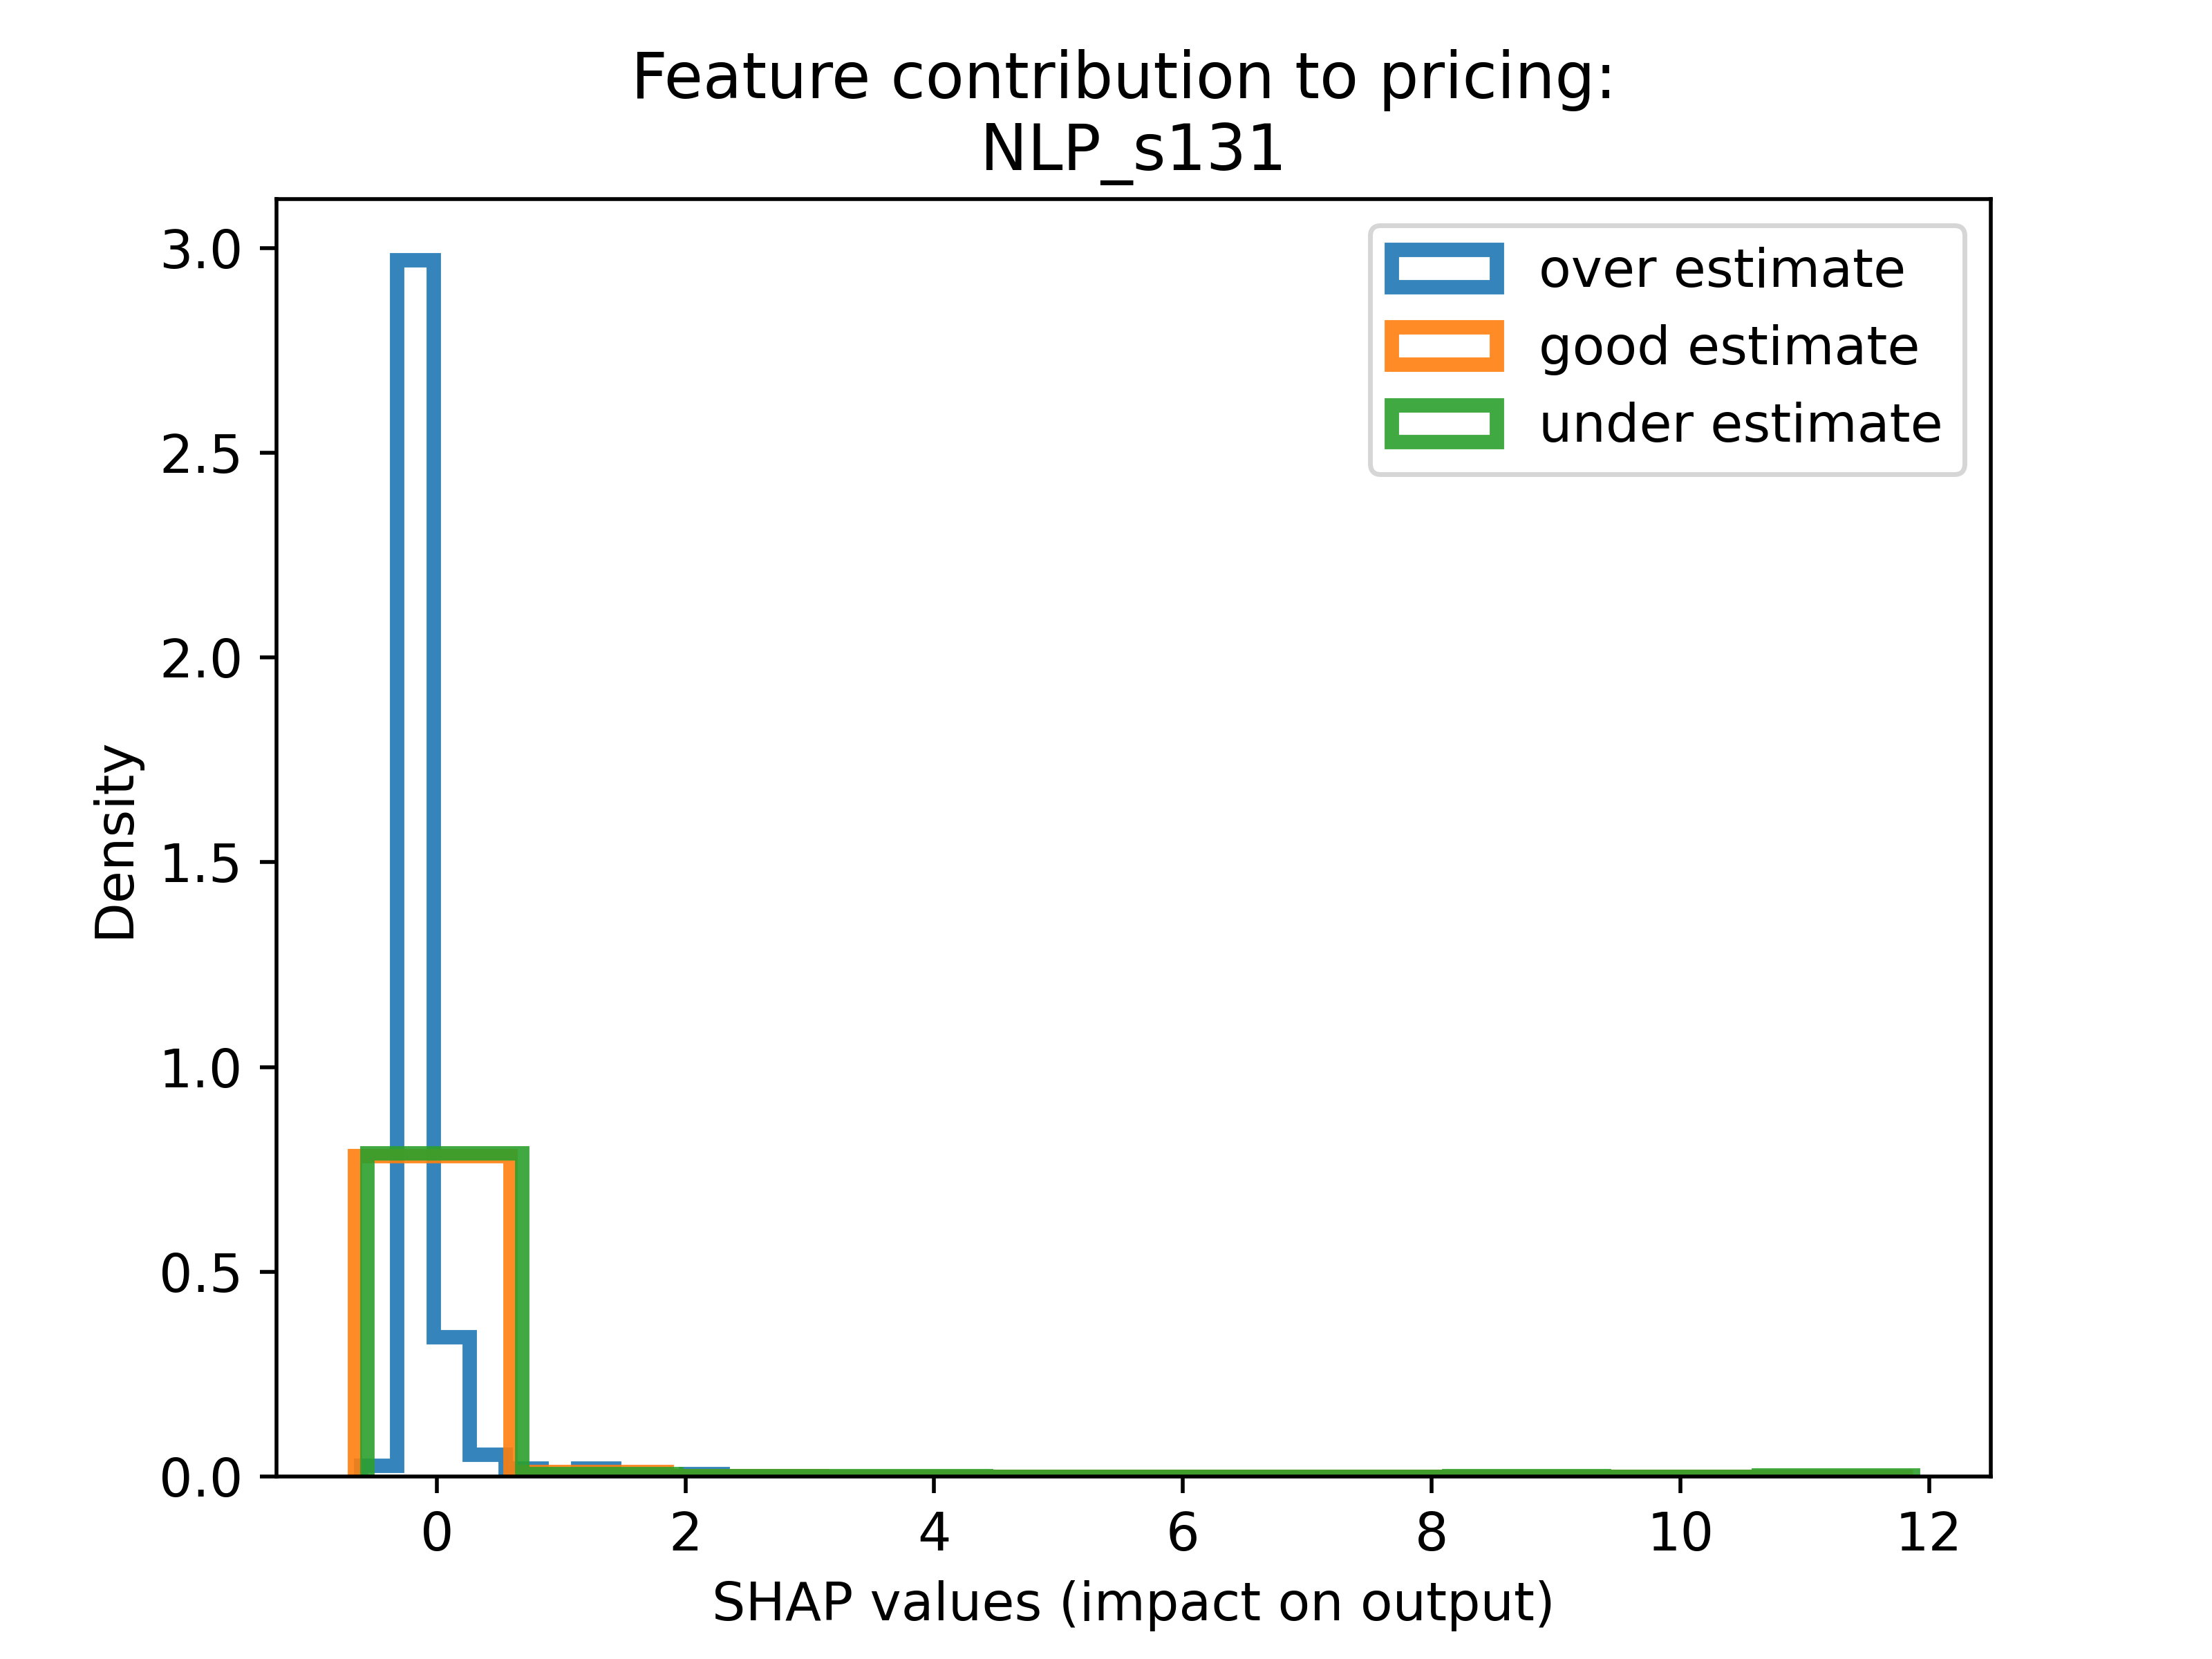 Feature contribution to pricing:
NLP_s131
over estimate
good estimate
under estimate
Density
3.0
2.5
2.0
1.5
1.0
0.5
0.0
0 2 4 6 8 10 12
SHAP values (impact on output)